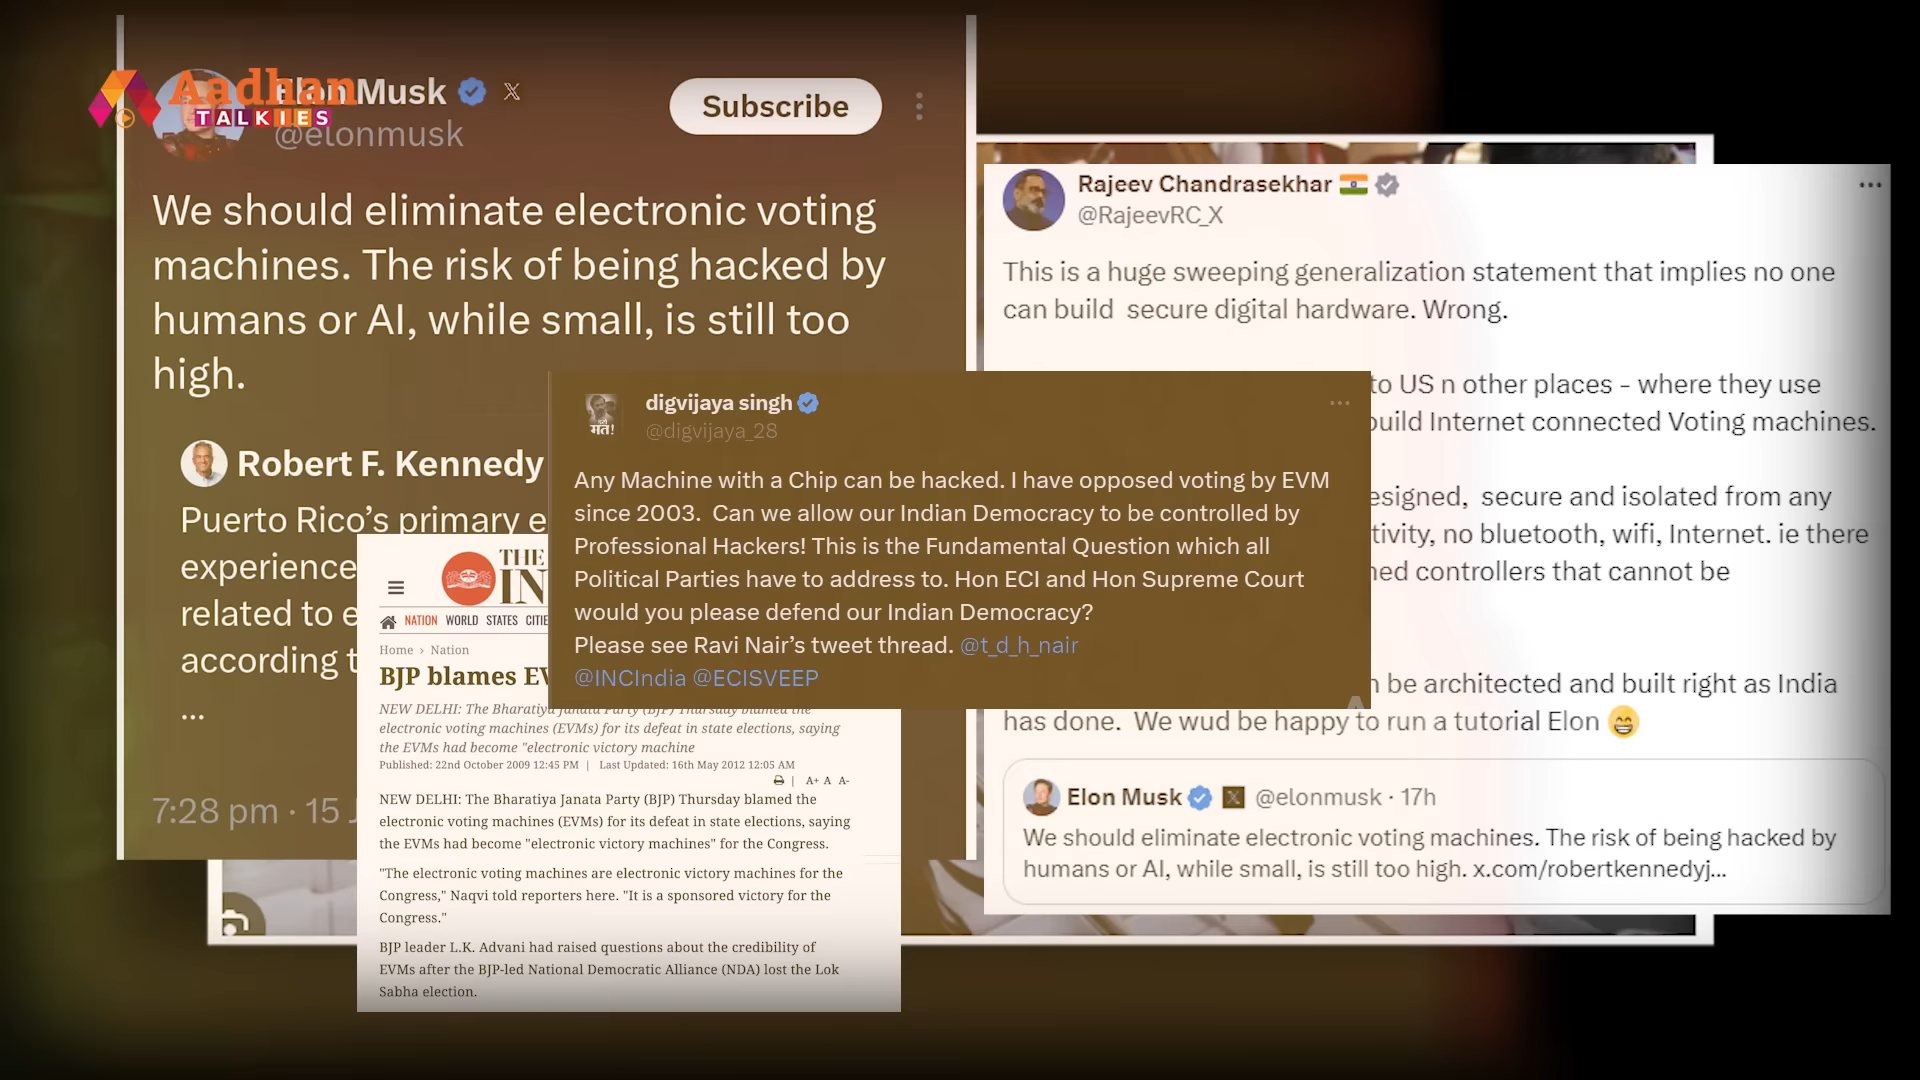 Aadhan
TALKIES
Elon Musk
@elonmusk
Subscribe
We should eliminate electronic voting
machines. The risk of being hacked by
humans or AI, while small, is still too
high.
Robert F. Kennedy
Puerto Rico's primary e
experience
related to e
according t
...
7:28 pm · 15 J
THE
IN
NATION WORLD STATES CITIE
Home › Nation
BJP blames EV
NEW DELHI: The Bharatiya Janata Party (BJP) Thursday blamed the
electronic voting machines (EVMs) for its defeat in state elections, saying
the EVMs had become "electronic victory machine
Published: 22nd October 2009 12:45 PM | Last Updated: 16th May 2012 12:05 AM
A+ A A-
NEW DELHI: The Bharatiya Janata Party (BJP) Thursday blamed the
electronic voting machines (EVMs) for its defeat in state elections, saying
the EVMs had become "electronic victory machines" for the Congress.
"The electronic voting machines are electronic victory machines for the
Congress," Naqvi told reporters here. "It is a sponsored victory for the
Congress."
BJP leader L.K. Advani had raised questions about the credibility of
EVMs after the BJP-led National Democratic Alliance (NDA) lost the Lok
Sabha election.
digvijaya singh
@digvijaya_28
मत!
Any Machine with a Chip can be hacked. I have opposed voting by EVM
since 2003. Can we allow our Indian Democracy to be controlled by
Professional Hackers! This is the Fundamental Question which all
Political Parties have to address to. Hon ECI and Hon Supreme Court
would you please defend our Indian Democracy?
Please see Ravi Nair's tweet thread. @t_d_h_nair
@INCIndia @ECISVEEP
Rajeev Chandrasekhar
@RajeevRC_X
This is a huge sweeping generalization statement that implies no one
can build secure digital hardware. Wrong.
to US n other places - where they use
build Internet connected Voting machines.
esigned, secure and isolated from any
tivity, no bluetooth, wifi, Internet. ie there
ned controllers that cannot be
n be architected and built right as India
has done. We wud be happy to run a tutorial Elon
Elon Musk @elonmusk · 17h
We should eliminate electronic voting machines. The risk of being hacked by
humans or AI, while small, is still too high. x.com/robertkennedyj...